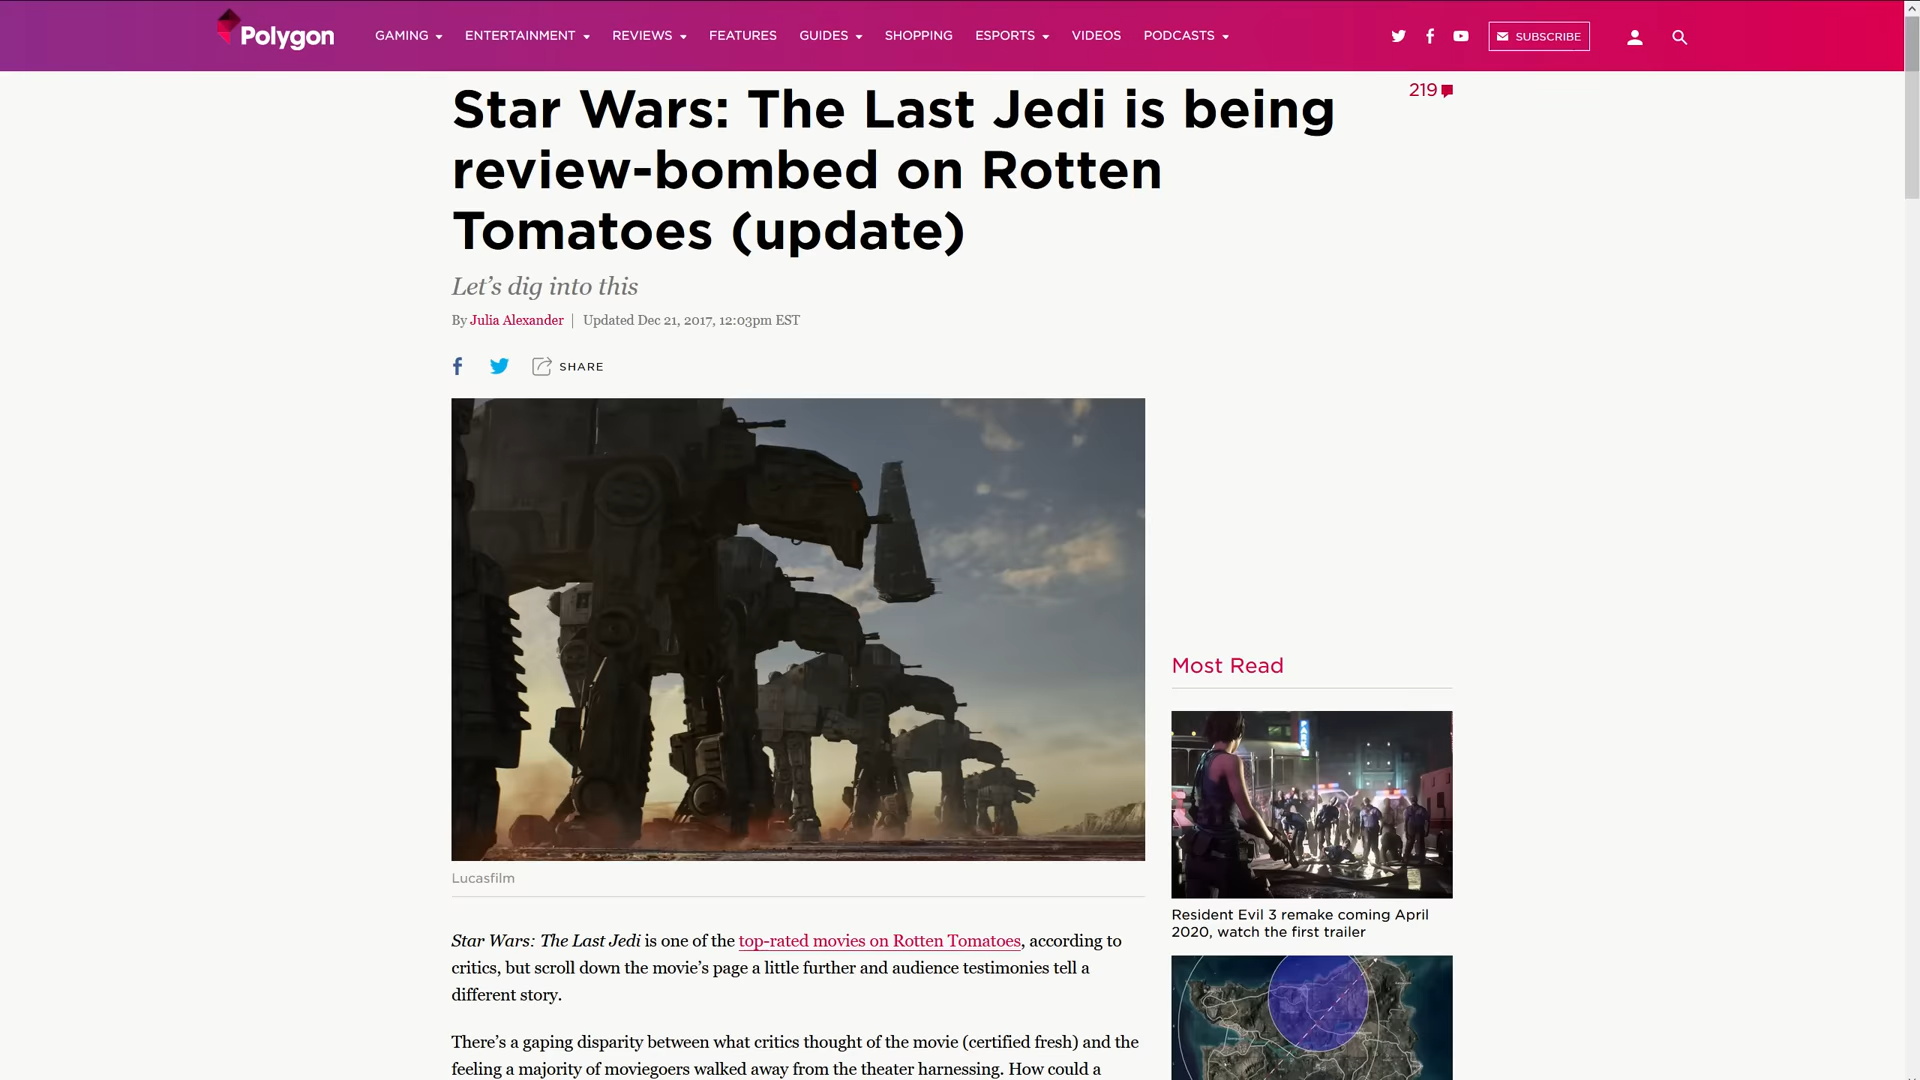 Polygon
GAMING
ENTERTAINMENT
REVIEWS
FEATURES
GUIDES
SHOPPING
ESPORTS
VIDEOS
PODCASTS
SUBSCRIBE
Star Wars: The Last Jedi is being
review-bombed on Rotten
Tomatoes (update)
219
Let’s dig into this
By Julia Alexander | Updated Dec 21, 2017, 12:03pm EST
SHARE
Lucasfilm
Star Wars: The Last Jedi is one of the top-rated movies on Rotten Tomatoes, according to
critics, but scroll down the movie’s page a little further and audience testimonies tell a
different story.
There’s a gaping disparity between what critics thought of the movie (certified fresh) and the
feeling a majority of moviegoers walked away from the theater harnessing. How could a
Most Read
Resident Evil 3 remake coming April
2020, watch the first trailer